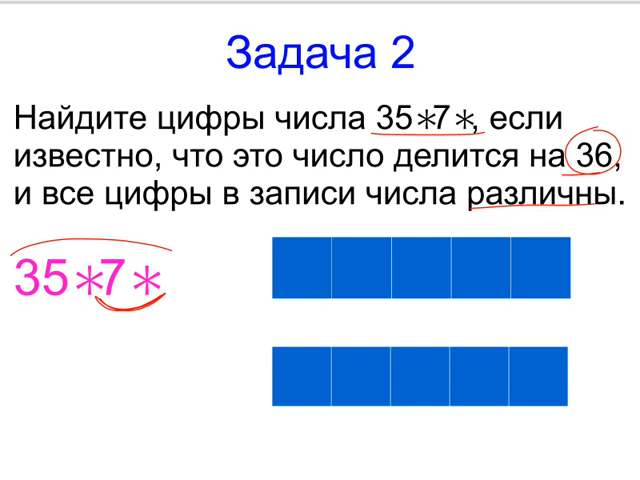 Задача 2
Найдите цифры числа 35*7*, если
известно, что это число делится на 36,
и все цифры в записи числа различны.
35*7*